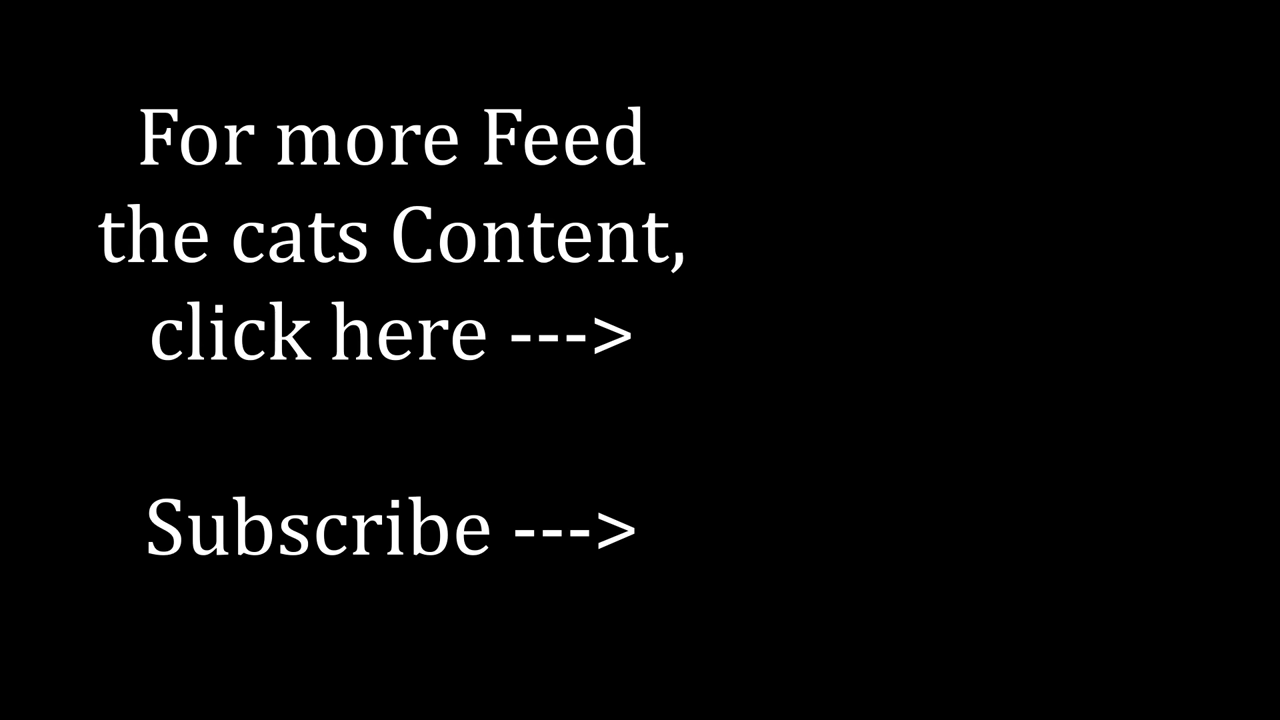 For more Feed
the cats Content,
click here --->
Subscribe --->